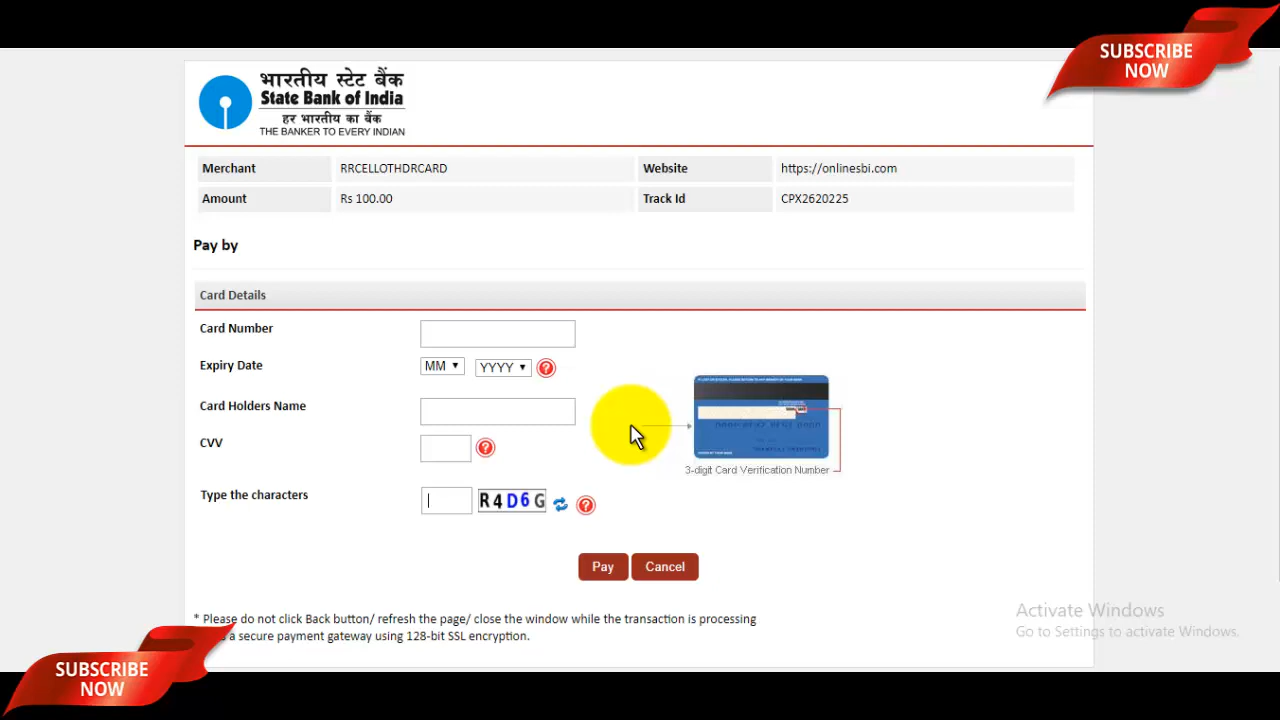 SUBSCRIBE
NOW
भारतीय स्टेट बैंक
State Bank of India
हर भारतीय का बैंक
THE BANKER TO EVERY INDIAN
Merchant RRCELLOTHDRCARD Website https://onlinesbi.com
Amount Rs 100.00 Track Id CPX2620225
Pay by
Card Details
Card Number
Expiry Date MM YYYY
Card Holders Name
CVV
3-digit Card Verification Number
Type the characters R4D6G
Pay Cancel
Activate Windows
Go to Settings to activate Windows.
* Please do not click Back button/ refresh the page/ close the window while the transaction is processing
a secure payment gateway using 128-bit SSL encryption.
SUBSCRIBE
NOW